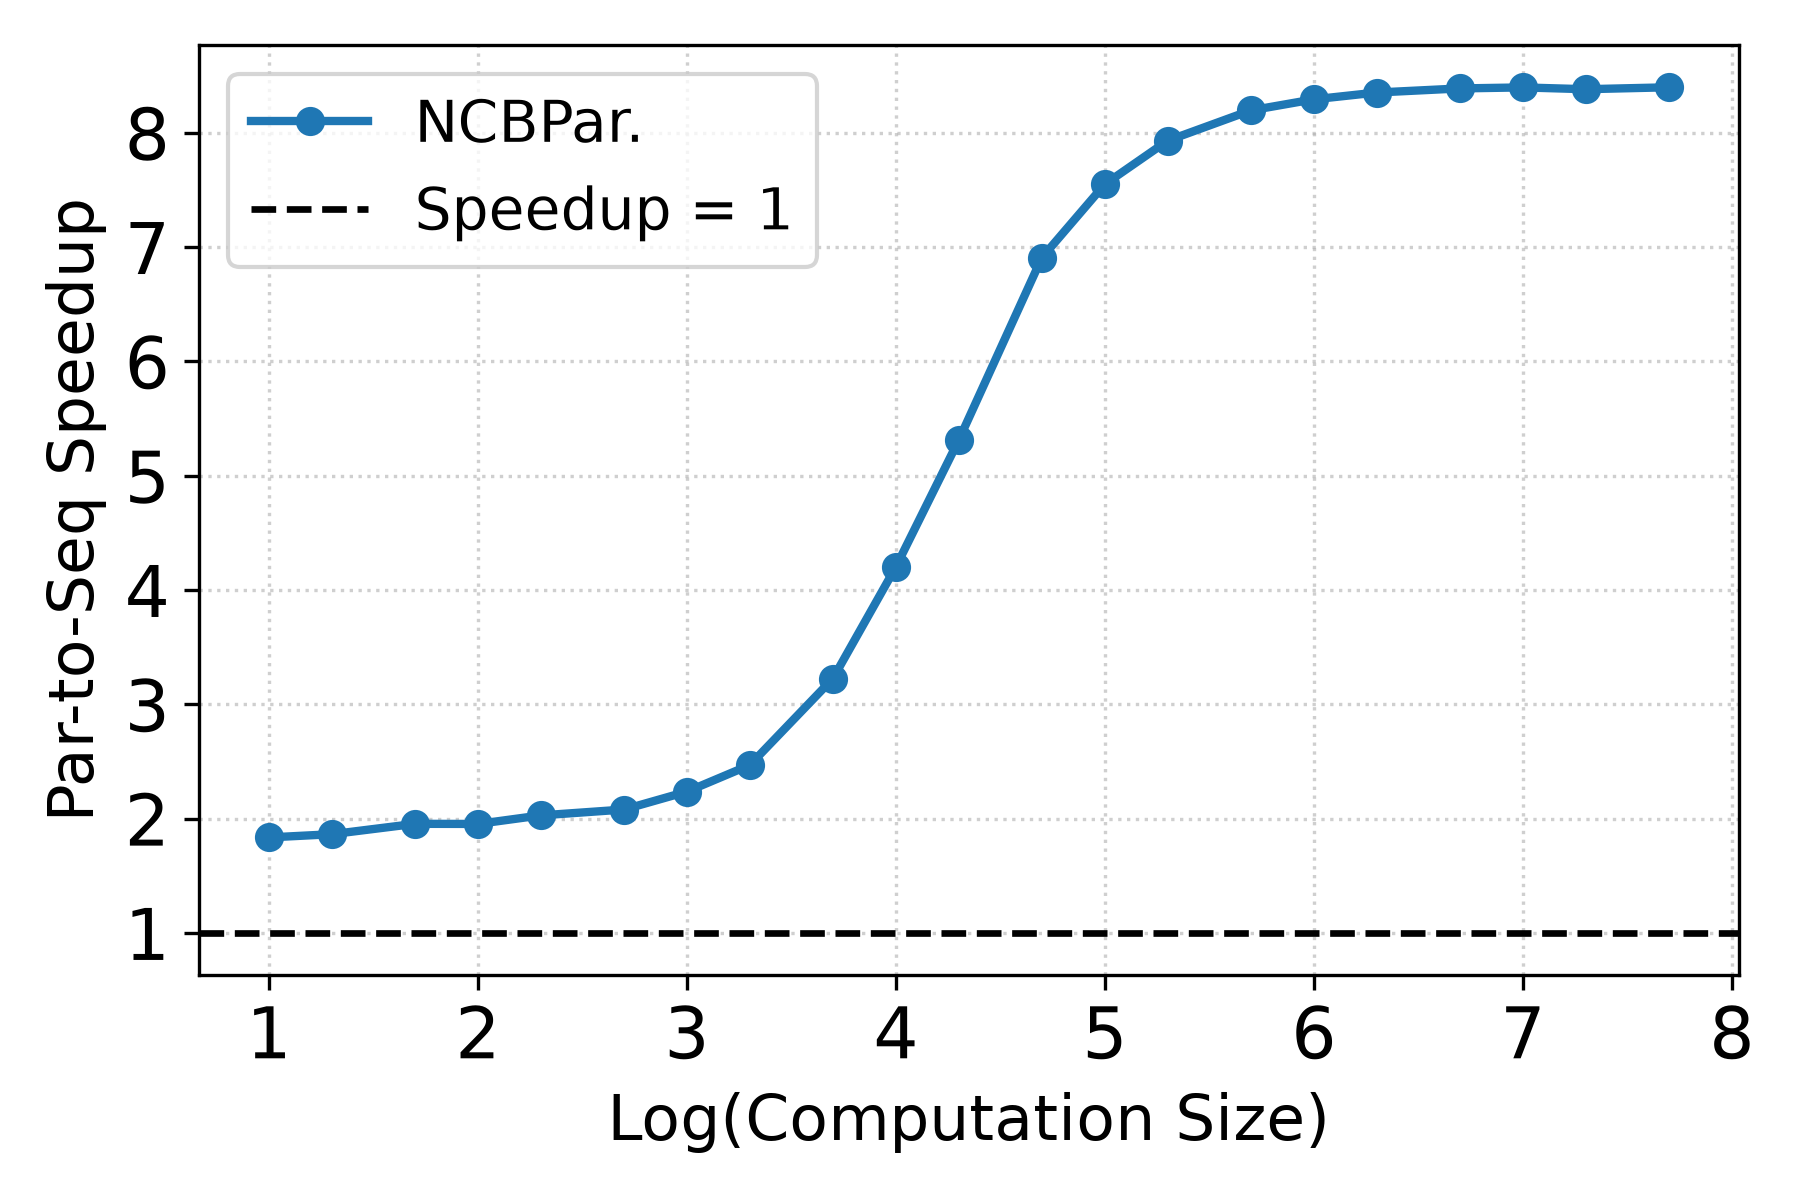 NCBPar.
Speedup = 1
Par-to-Seq Speedup
8
7
6
5
4
3
2
1
1 2 3 4 5 6 7 8
Log(Computation Size)